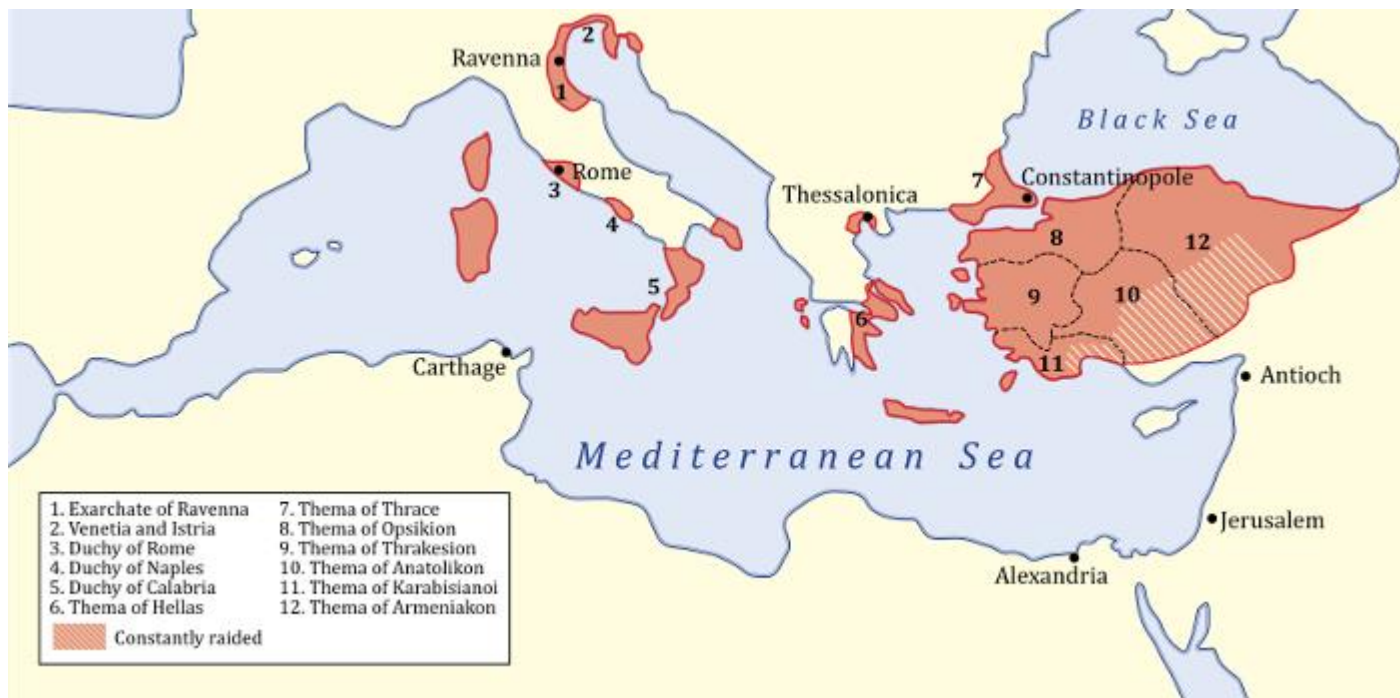 2
Ravenna
1
Black Sea
Rome
3
7
Constantinopole
Thessalonica
4
8
12
5
9
10
6
11
Carthage
Antioch
Mediterranean Sea
1. Exarchate of Ravenna
2. Venetia and Istria
3. Duchy of Rome
4. Duchy of Naples
5. Duchy of Calabria
6. Thema of Hellas
7. Thema of Thrace
8. Thema of Opsikion
9. Thema of Thrakesion
10. Thema of Anatolikon
11. Thema of Karabisianoi
12. Thema of Armeniakon
Constantly raided
Jerusalem
Alexandria